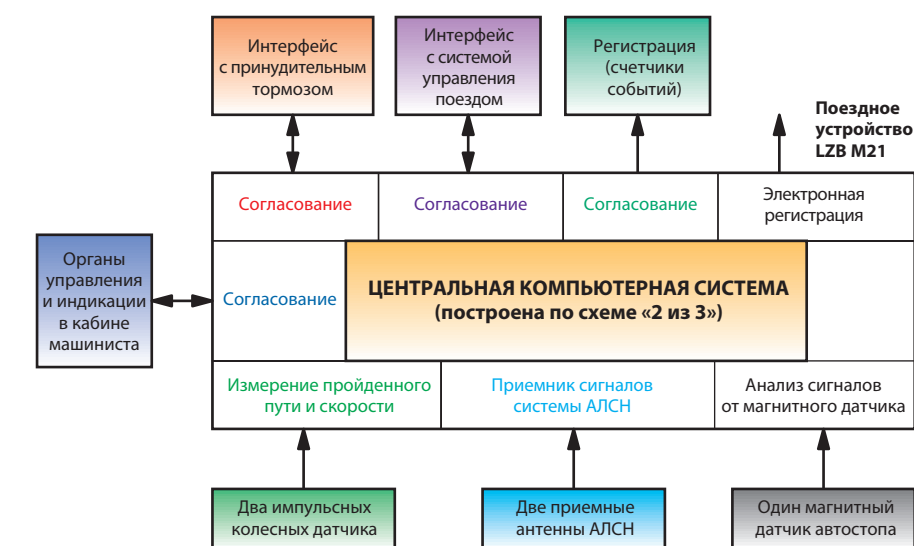 Интерфейс
с принудительным
тормозом
Интерфейс
с системой
управления
поездом
Регистрация
(счетчики
событий)
Поездное
устройство
LZB M21
Согласование
Согласование
Согласование
Электронная
регистрация
Органы
управления
и индикации
в кабине
машиниста
Согласование
ЦЕНТРАЛЬНАЯ КОМПЬЮТЕРНАЯ СИСТЕМА
(построена по схеме «2 из 3»)
Измерение пройденного
пути и скорости
Приемник сигналов
системы АЛСН
Анализ сигналов
от магнитного датчика
Два импульсных
колесных датчика
Две приемные
антенны АЛСН
Один магнитный
датчик автостопа